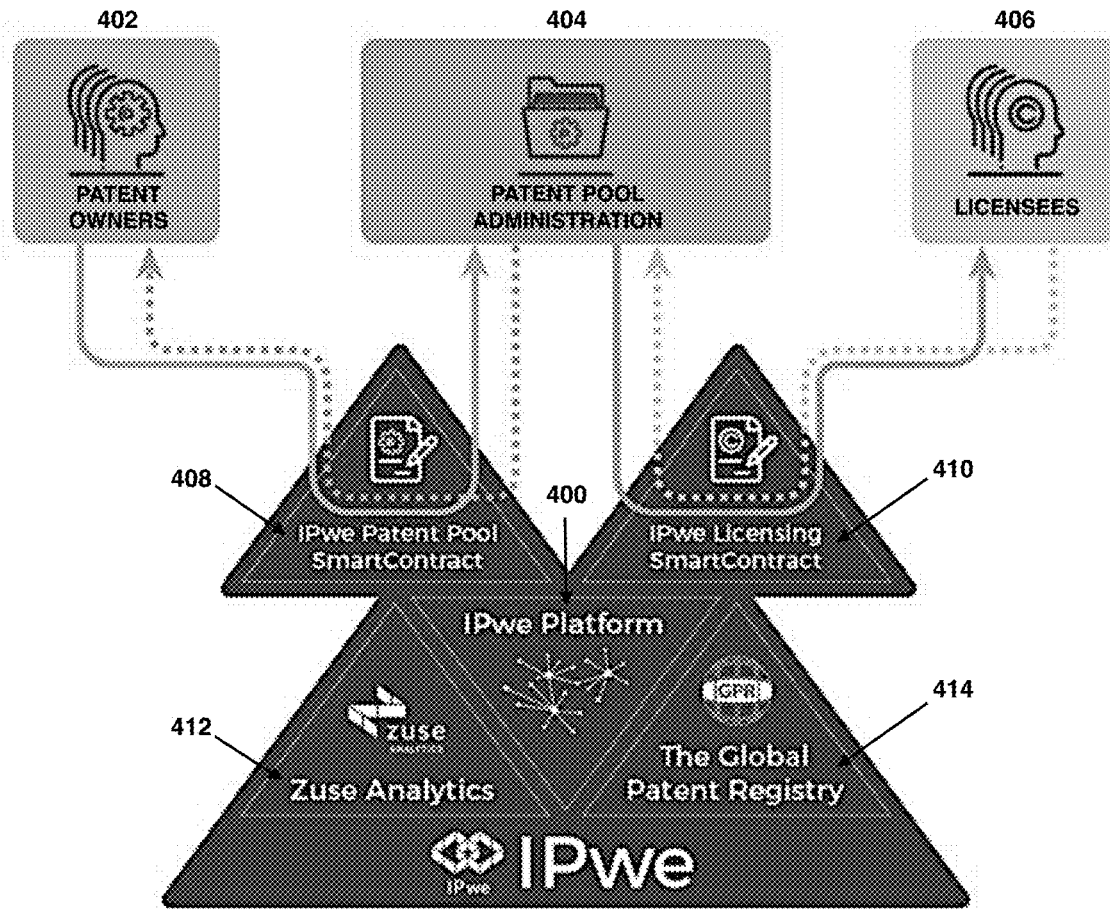 402
404
406
PATENT
OWNERS
PATENT POOL
ADMINISTRATION
LICENSEES
408
IPwe Patent Pool
SmartContract
400
IPwe Licensing
SmartContract
410
IPwe Platform
412
zuse
ANALYTICS
Zuse Analytics
GPR
The Global
Patent Registry
414
IPwe
IPwe